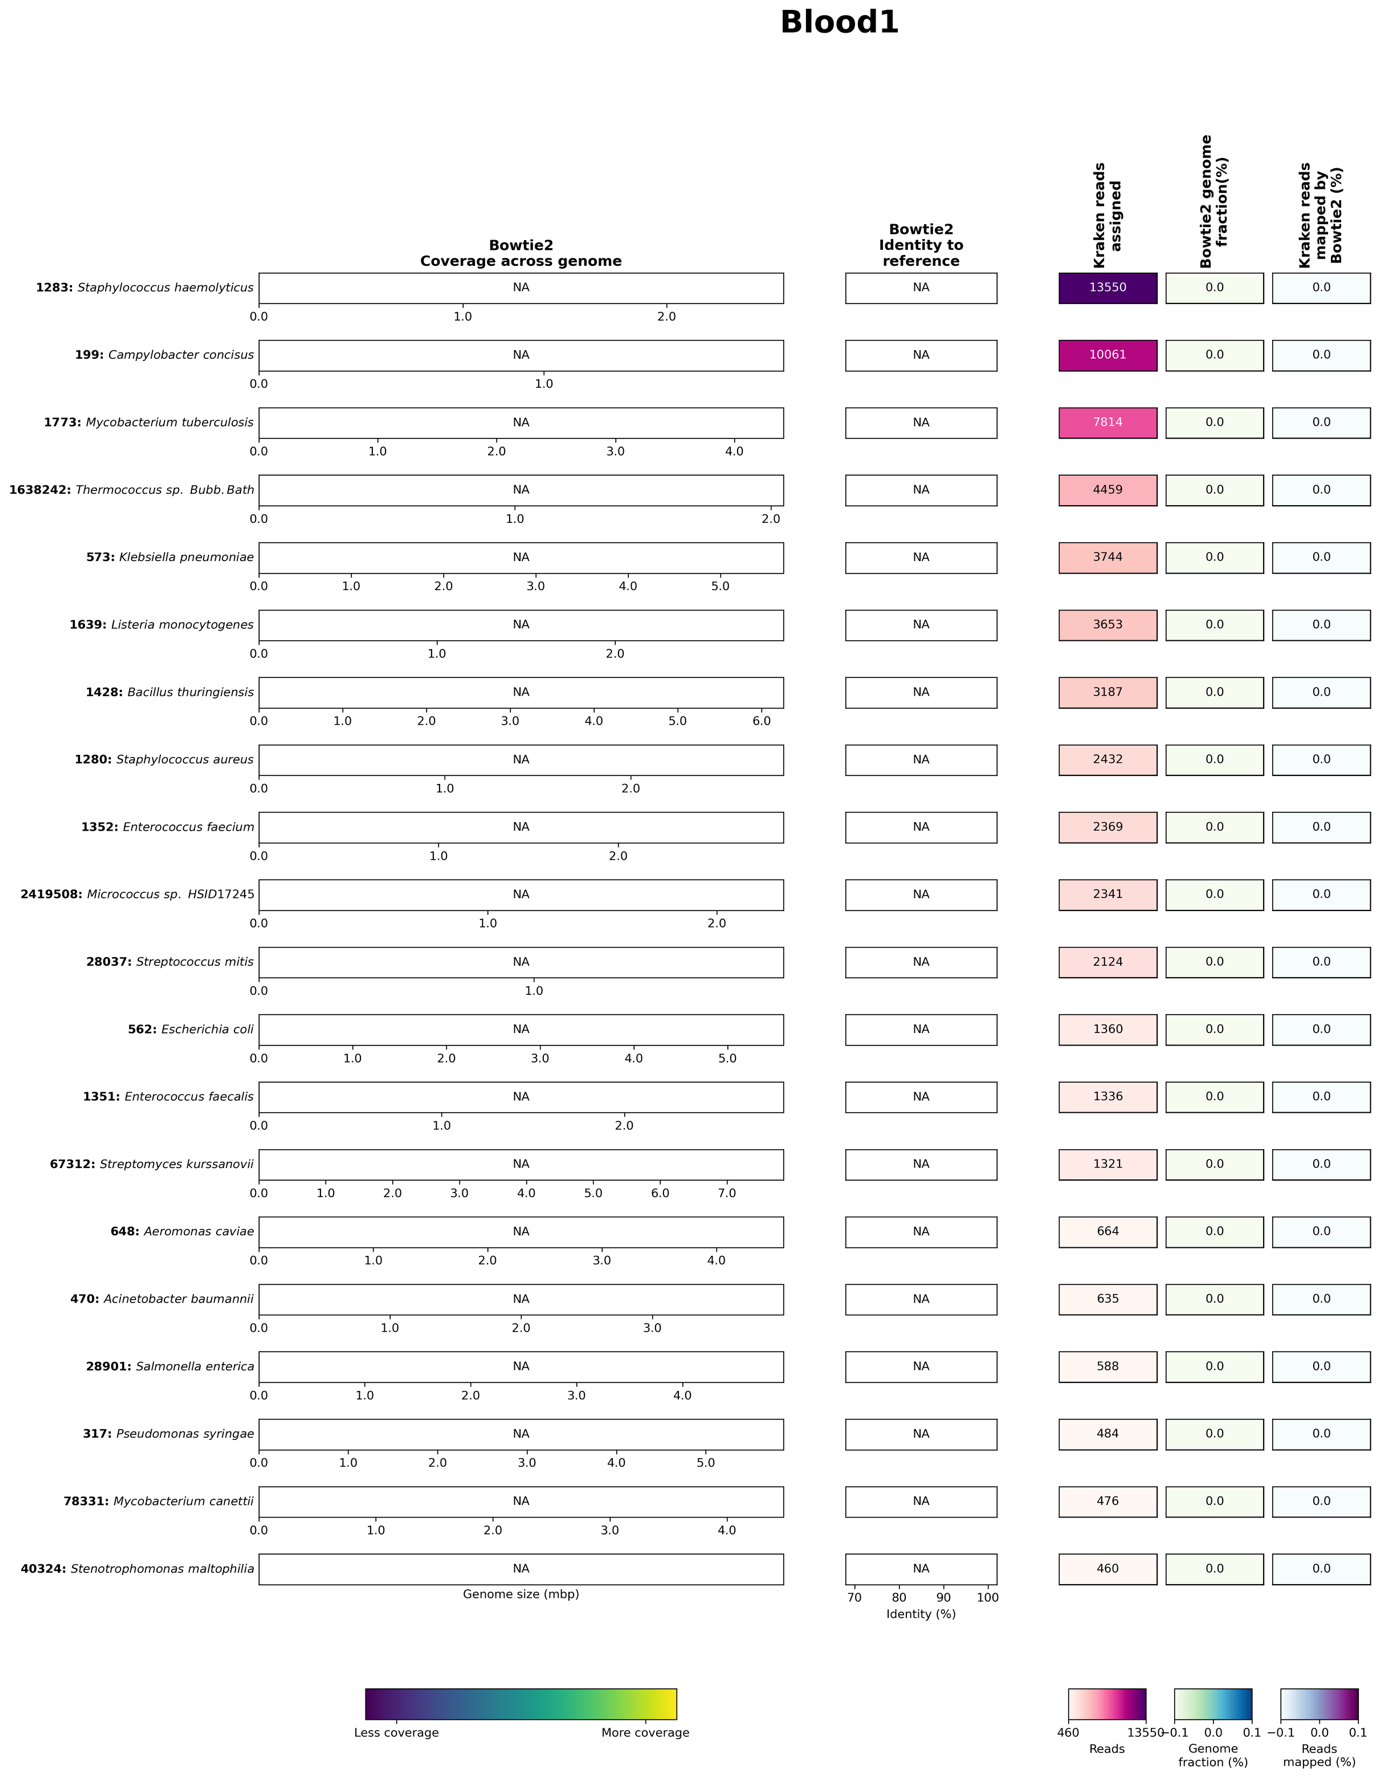 Blood1
Bowtie2
Coverage across genome
Bowtie2
Identity to
reference
Kraken reads
assigned
Bowtie2 genome
fraction(%)
Kraken reads
mapped by
Bowtie2 (%)
1283: Staphylococcus haemolyticus NA NA 13550 0.0 0.0
0.0 1.0 2.0
199: Campylobacter concisus NA NA 10061 0.0 0.0
0.0 1.0
1773: Mycobacterium tuberculosis NA NA 7814 0.0 0.0
0.0 1.0 2.0 3.0 4.0
1638242: Thermococcus sp. Bubb.Bath NA NA 4459 0.0 0.0
0.0 1.0 2.0
573: Klebsiella pneumoniae NA NA 3744 0.0 0.0
0.0 1.0 2.0 3.0 4.0 5.0
1639: Listeria monocytogenes NA NA 3653 0.0 0.0
0.0 1.0 2.0
1428: Bacillus thuringiensis NA NA 3187 0.0 0.0
0.0 1.0 2.0 3.0 4.0 5.0 6.0
1280: Staphylococcus aureus NA NA 2432 0.0 0.0
0.0 1.0 2.0
1352: Enterococcus faecium NA NA 2369 0.0 0.0
0.0 1.0 2.0
2419508: Micrococcus sp. HSID17245 NA NA 2341 0.0 0.0
0.0 1.0 2.0
28037: Streptococcus mitis NA NA 2124 0.0 0.0
0.0 1.0
562: Escherichia coli NA NA 1360 0.0 0.0
0.0 1.0 2.0 3.0 4.0 5.0
1351: Enterococcus faecalis NA NA 1336 0.0 0.0
0.0 1.0 2.0
67312: Streptomyces kurssanovii NA NA 1321 0.0 0.0
0.0 1.0 2.0 3.0 4.0 5.0 6.0 7.0
648: Aeromonas caviae NA NA 664 0.0 0.0
0.0 1.0 2.0 3.0 4.0
470: Acinetobacter baumannii NA NA 635 0.0 0.0
0.0 1.0 2.0 3.0
28901: Salmonella enterica NA NA 588 0.0 0.0
0.0 1.0 2.0 3.0 4.0
317: Pseudomonas syringae NA NA 484 0.0 0.0
0.0 1.0 2.0 3.0 4.0 5.0
78331: Mycobacterium canettii NA NA 476 0.0 0.0
0.0 1.0 2.0 3.0 4.0
40324: Stenotrophomonas maltophilia NA NA 460 0.0 0.0
Genome size (mbp)
70 80 90 100
Identity (%)
Less coverage More coverage
460 13550
Reads
−0.1 0.0 0.1
Genome
fraction (%)
−0.1 0.0 0.1
Reads
mapped (%)